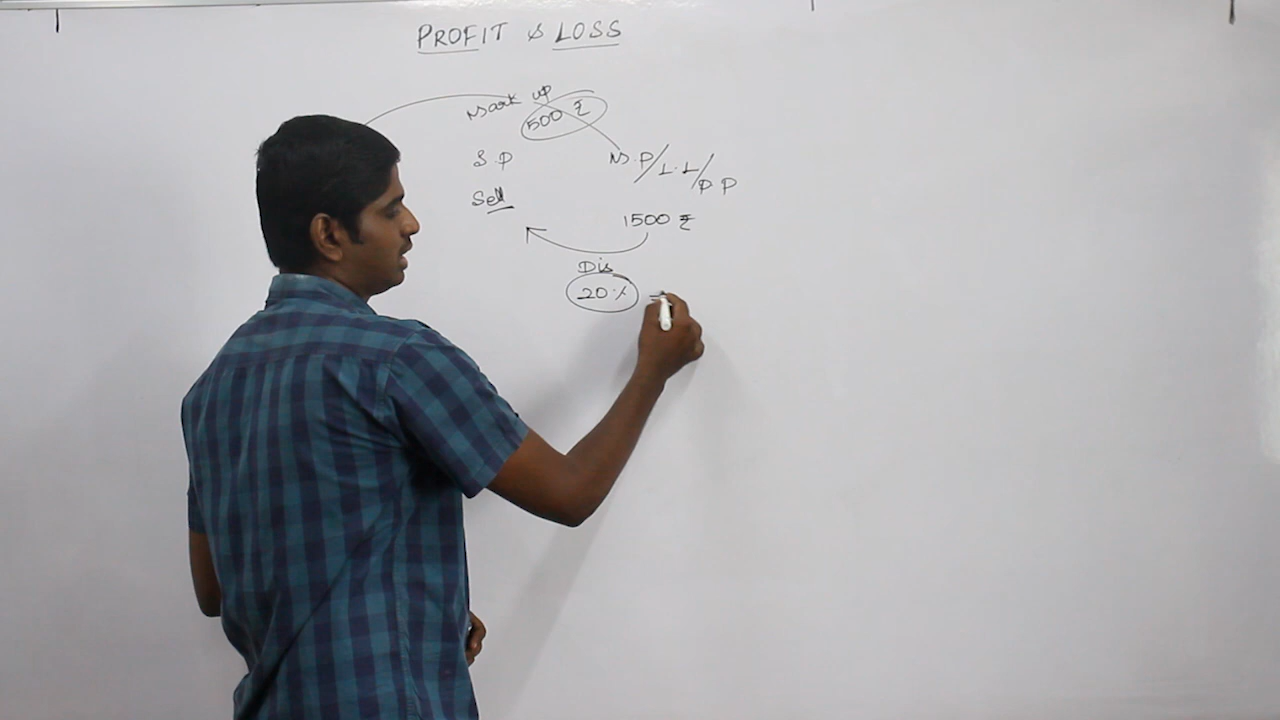 PROFIT & LOSS
Mark up
500 ₹
S.P M.P/L.L/P P
Sell
1500 ₹
Dis
20 %